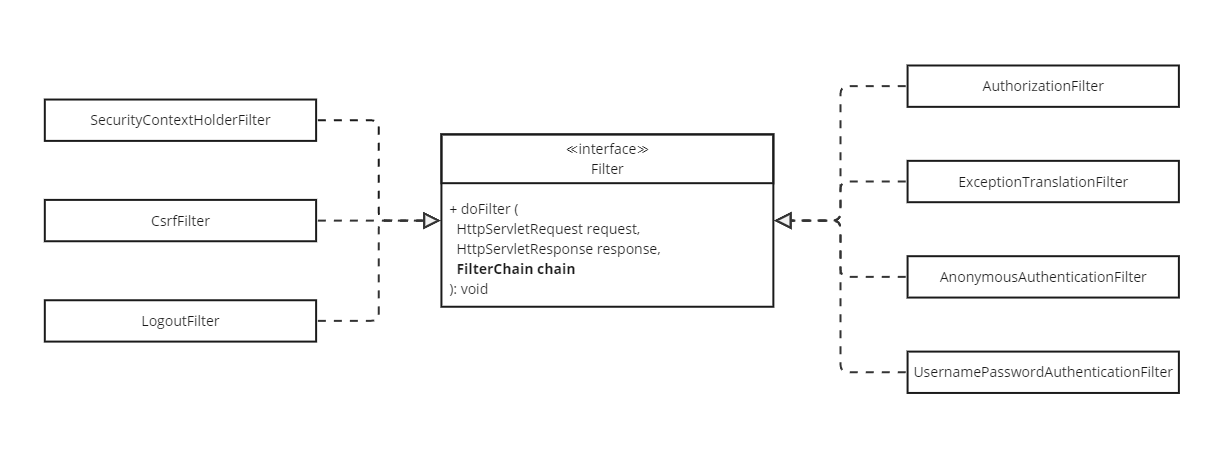 SecurityContextHolderFilter
CsrfFilter
LogoutFilter
≪interface≫
Filter
+ doFilter (
HttpServletRequest request,
HttpServletResponse response,
FilterChain chain
): void
AuthorizationFilter
ExceptionTranslationFilter
AnonymousAuthenticationFilter
UsernamePasswordAuthenticationFilter